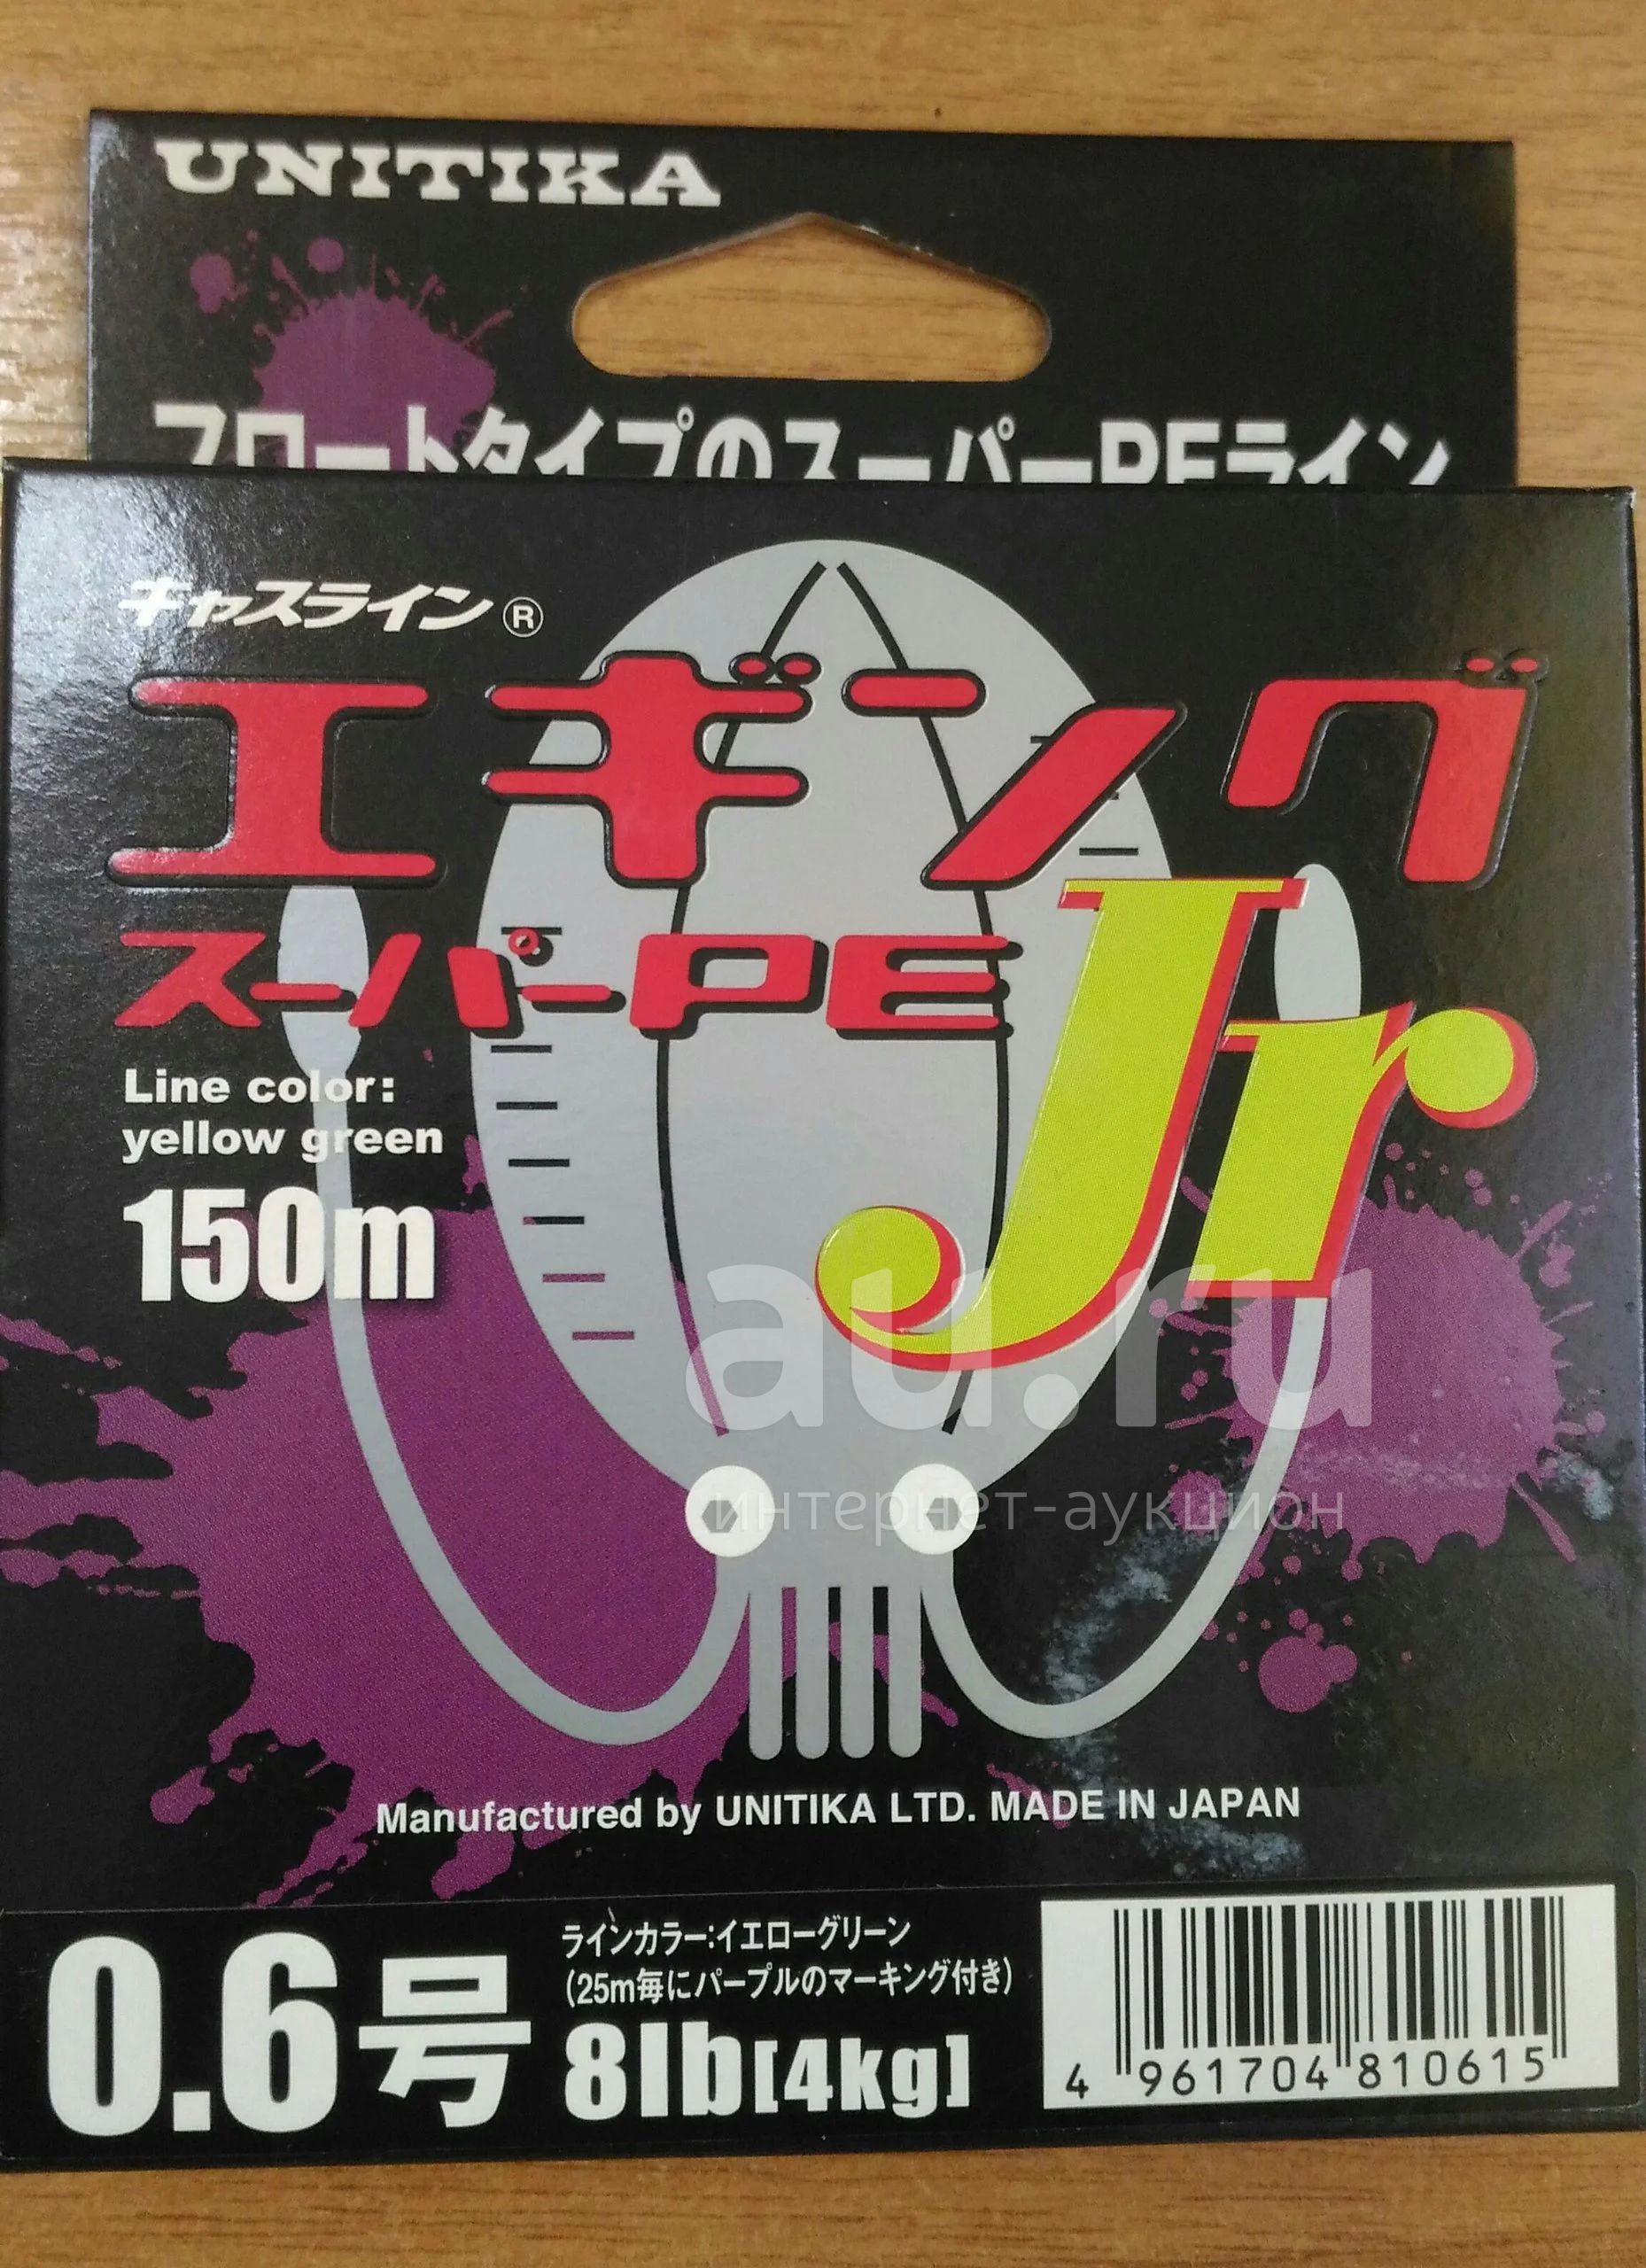 UNITIKA
フロートタイプのスーパーPEライン
キャスライン®
エギング
スーパーPE
Jr
Line color:
yellow green
150m
au.ru
интернет-аукцион
Manufactured by UNITIKA LTD. MADE IN JAPAN
0.6号
ラインカラー:イエローグリーン
(25m毎にパープルのマーキング付き)
8lb[4kg]
4 961704 810615